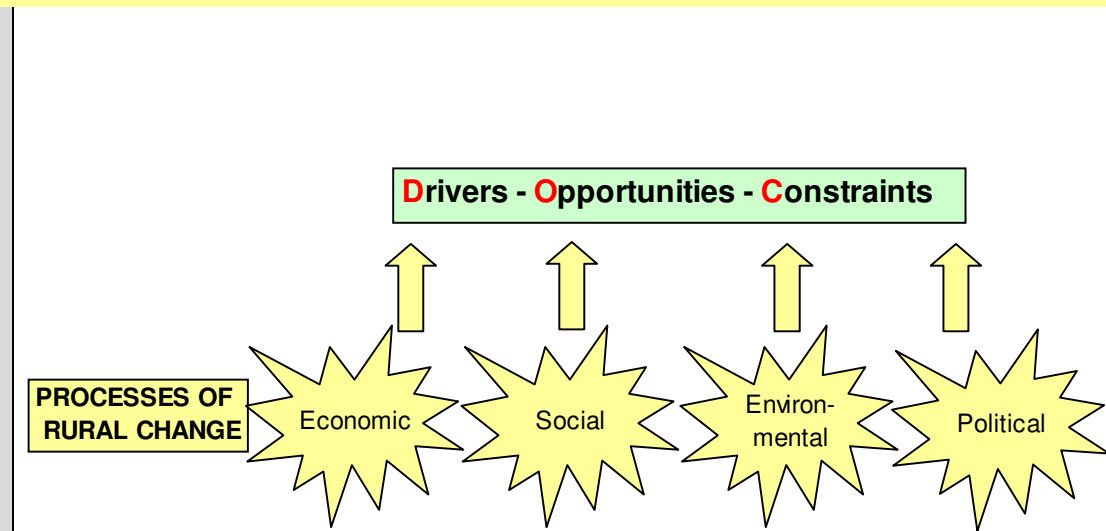 Drivers - Opportunities - Constraints
PROCESSES OF
RURAL CHANGE
Economic
Social
Environ-
mental
Political